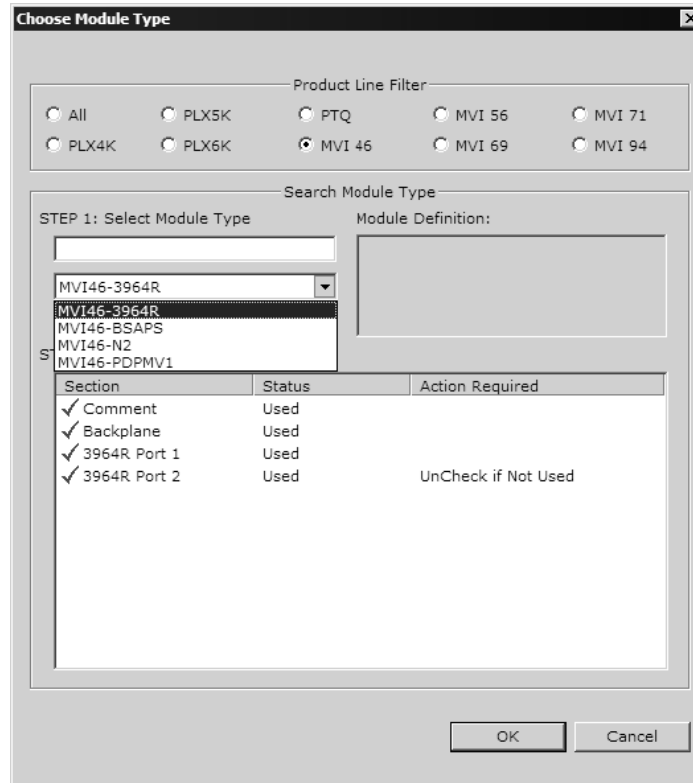 Choose Module Type
Product Line Filter
All PLX5K PTQ MVI 56 MVI 71
PLX4K PLX6K MVI 46 MVI 69 MVI 94
Search Module Type
STEP 1: Select Module Type Module Definition:
MVI46-3964R
MVI46-3964R
MVI46-BSAPS
MVI46-N2
MVI46-PDPMV1
Section Status Action Required
Comment Used
Backplane Used
3964R Port 1 Used
3964R Port 2 Used UnCheck if Not Used
OK Cancel